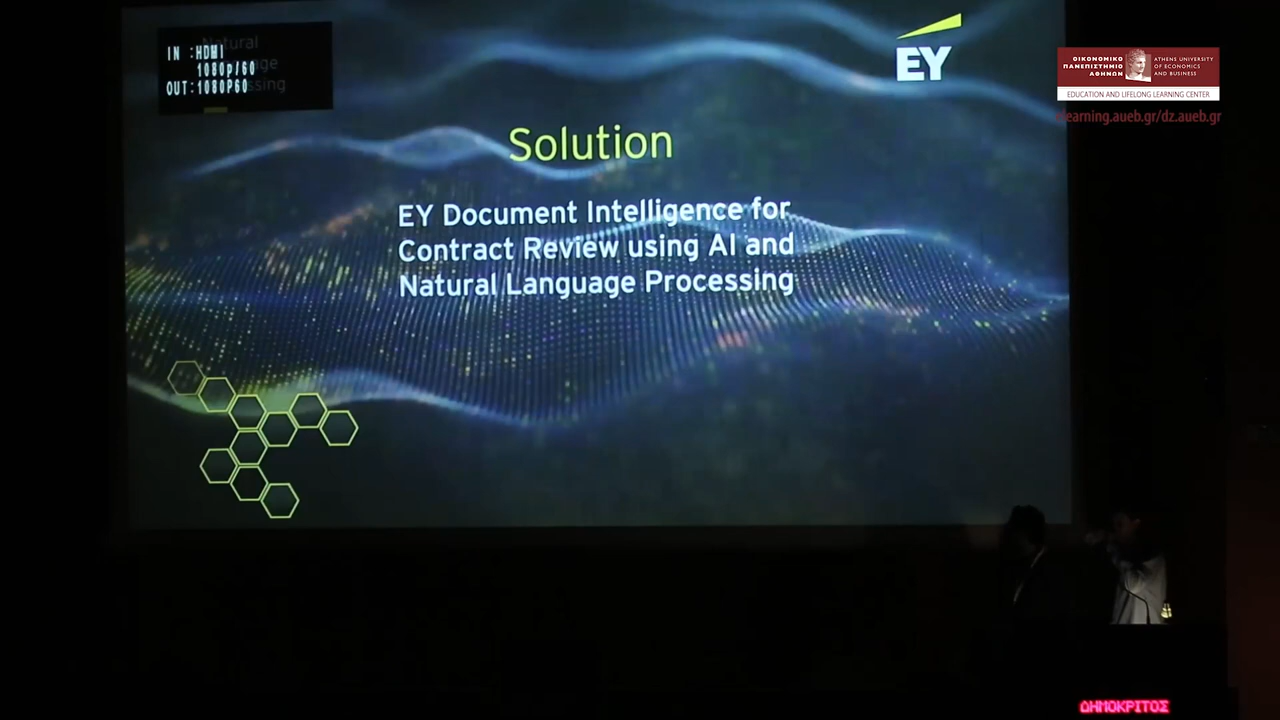 IN :HDMI
1080p/60
OUT:1080P60
Natural
EY
ΟΙΚΟΝΟΜΙΚΟ
ΠΑΝΕΠΙΣΤΗΜΙΟ
ΑΘΗΝΩΝ
ATHENS UNIVERSITY
OF ECONOMICS
AND BUSINESS
EDUCATION AND LIFELONG LEARNING CENTER
elearning.aueb.gr/dz.aueb.gr
Solution
EY Document Intelligence for
Contract Review using AI and
Natural Language Processing
ΔΗΜΟΚΡΙΤΟΣ